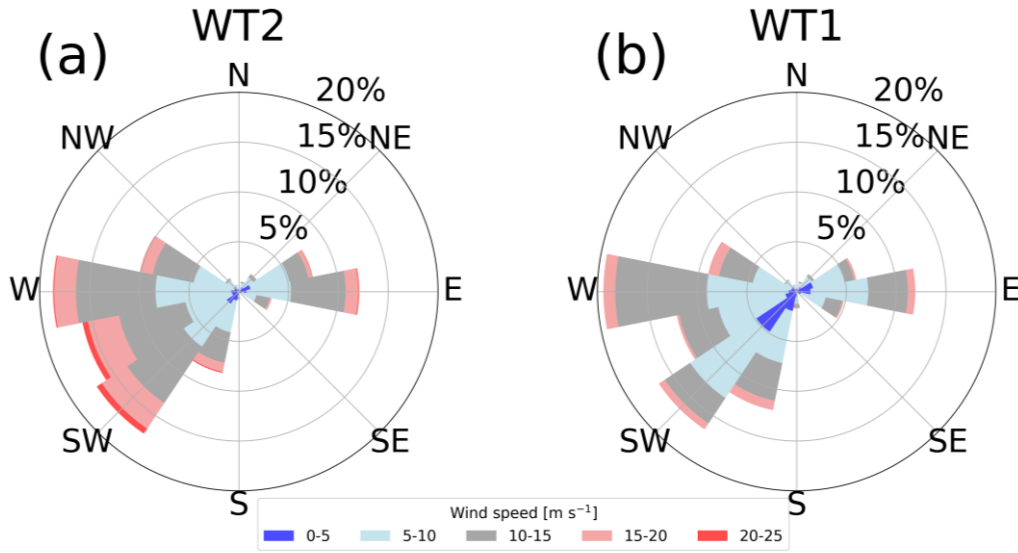 (a) WT2
N
NE
E
SE
S
SW
W
NW
20%
15%
10%
5%
(b) WT1
N
NE
E
SE
S
SW
W
NW
20%
15%
10%
5%
Wind speed [m s⁻¹]
0-5 5-10 10-15 15-20 20-25